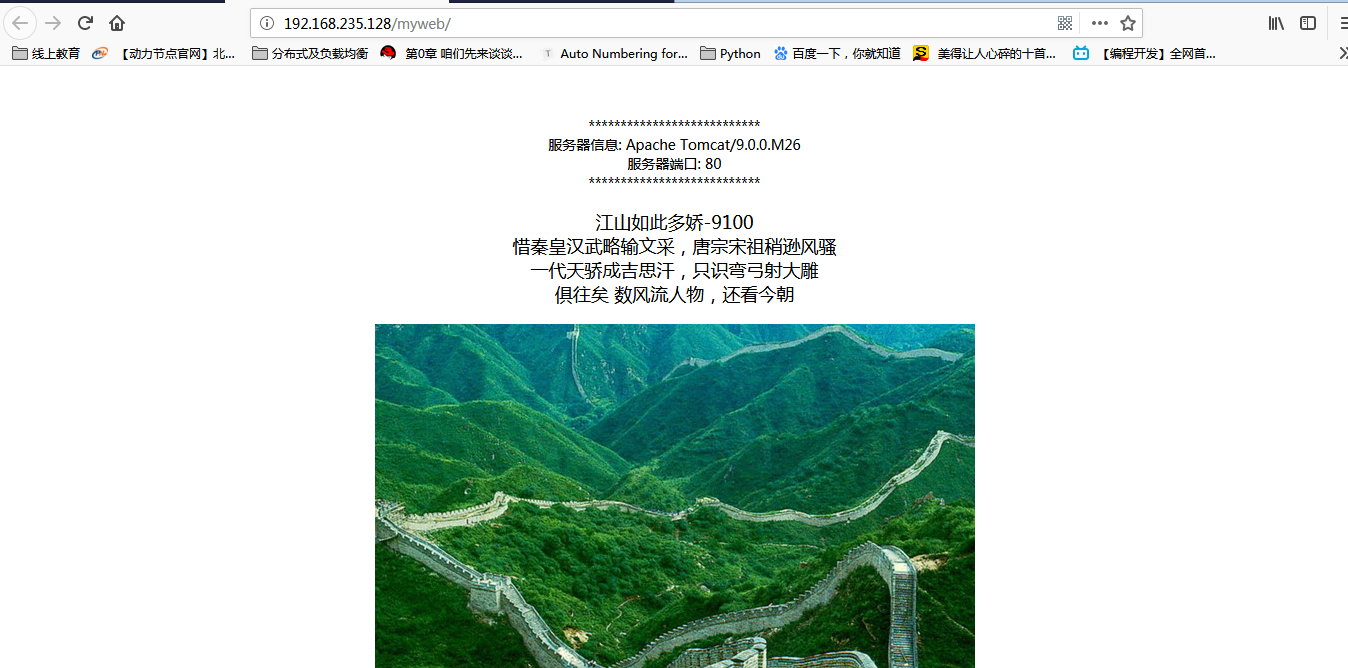 192.168.235.128/myweb/
线上教育 【动力节点官网】北... 分布式及负载均衡 第0章 咱们先来谈谈... T Auto Numbering for... Python 百度一下，你就知道 S 美得让人心碎的十首... 【编程开发】全网首...
***************************
服务器信息: Apache Tomcat/9.0.0.M26
服务器端口: 80
***************************
江山如此多娇-9100
惜秦皇汉武略输文采，唐宗宋祖稍逊风骚
一代天骄成吉思汗，只识弯弓射大雕
俱往矣 数风流人物，还看今朝